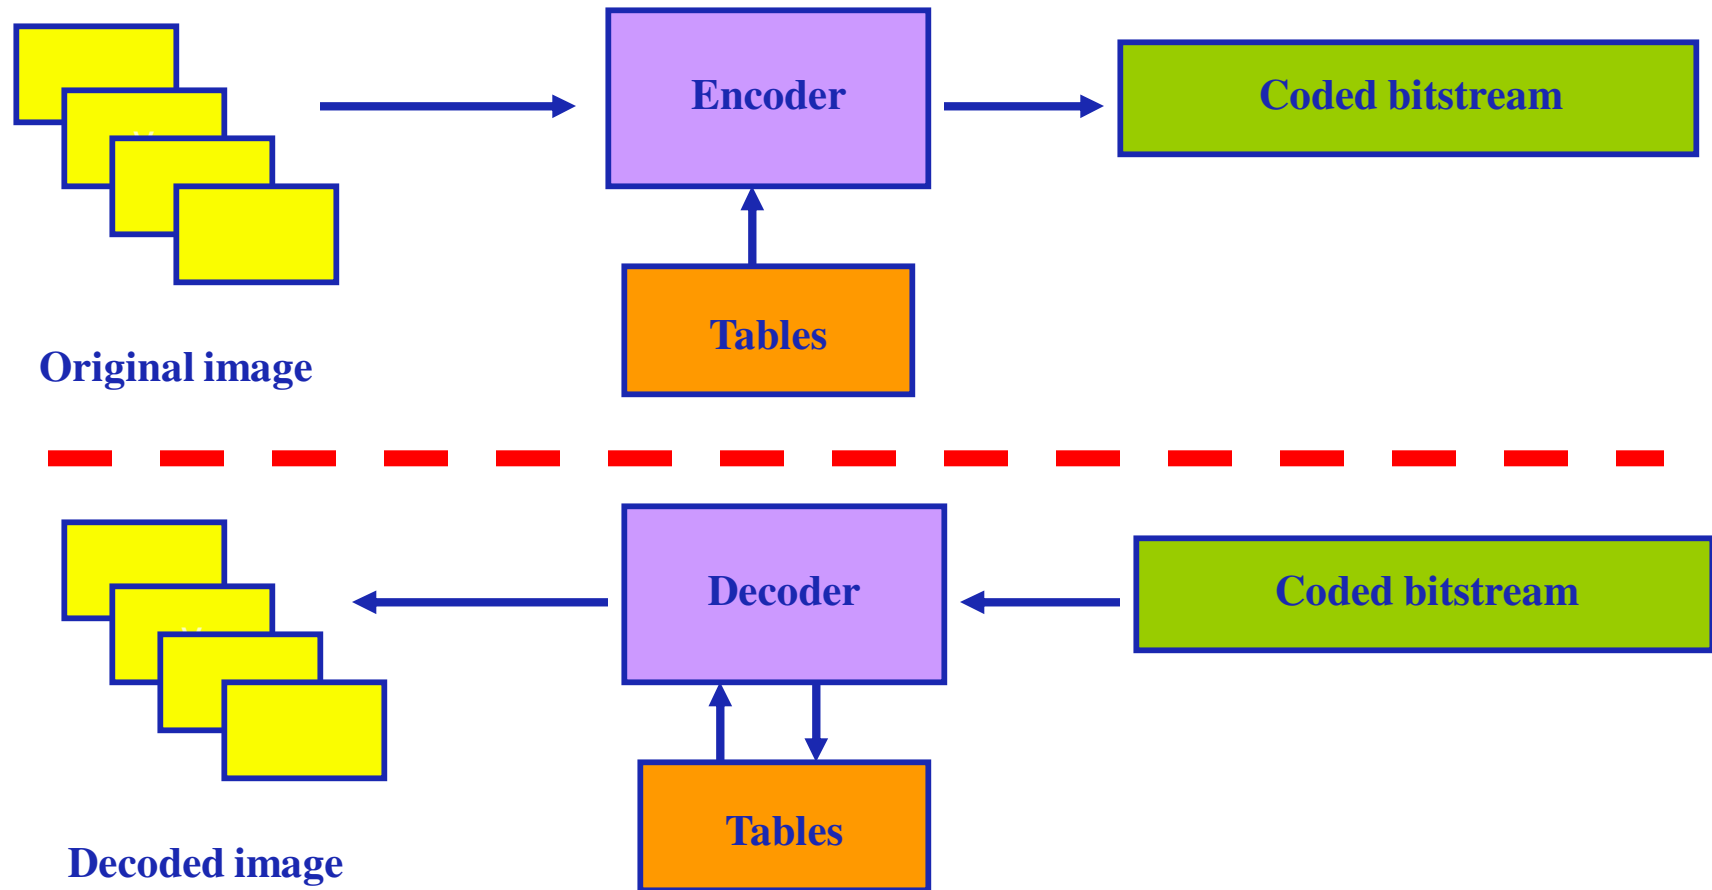 Encoder
Coded bitstream
Tables
Original image
Decoder
Coded bitstream
Tables
Decoded image